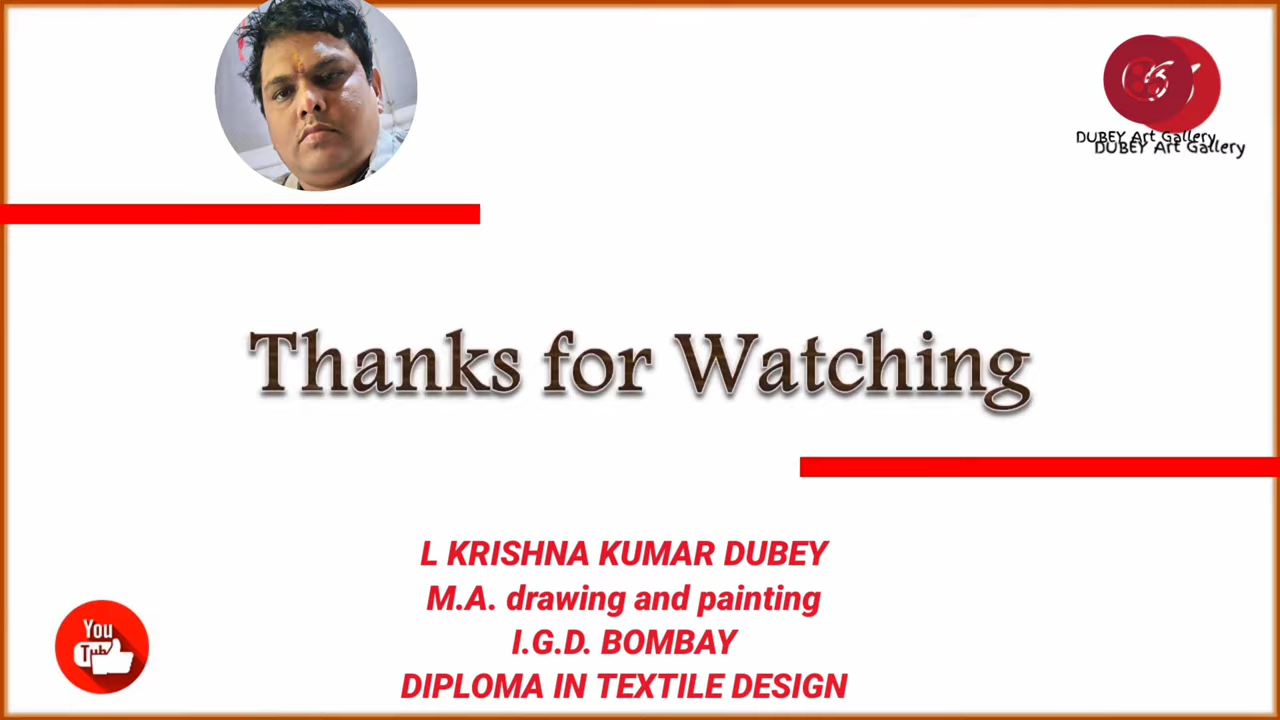 DUBEY Art Gallery
DUBEY Art Gallery
Thanks for Watching
L KRISHNA KUMAR DUBEY
M.A. drawing and painting
I.G.D. BOMBAY
DIPLOMA IN TEXTILE DESIGN
You
Tub